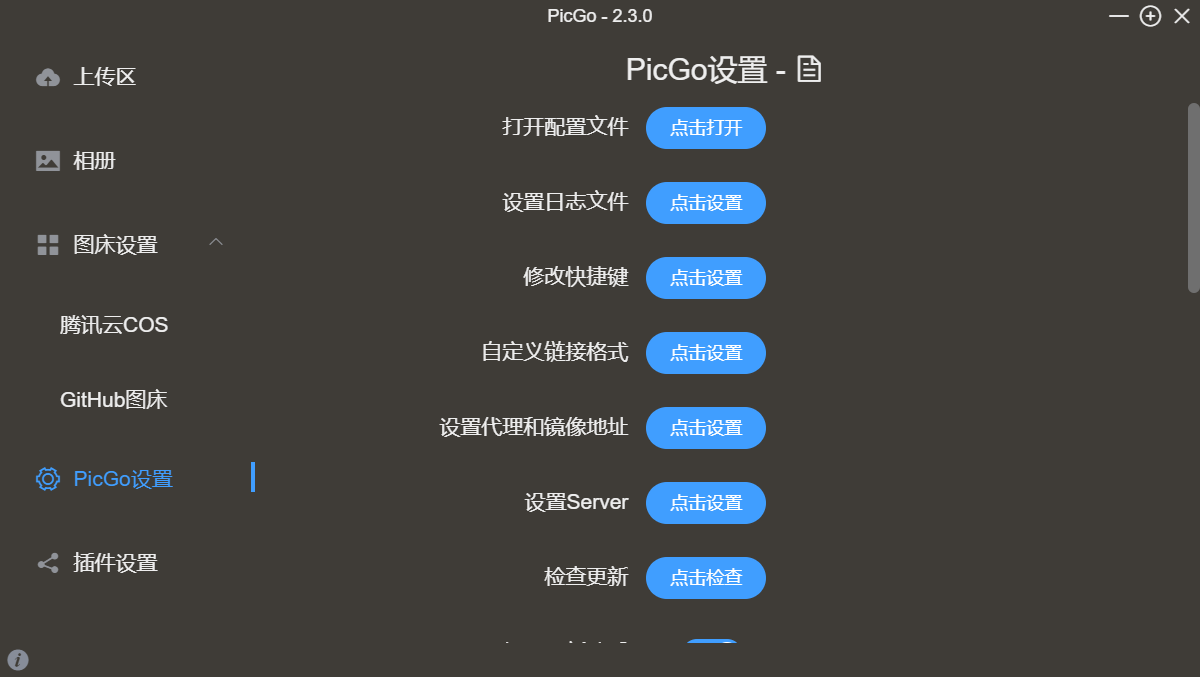 PicGo - 2.3.0
上传区
相册
图床设置
腾讯云COS
GitHub图床
PicGo设置
插件设置
PicGo设置 -
打开配置文件 点击打开
设置日志文件 点击设置
修改快捷键 点击设置
自定义链接格式 点击设置
设置代理和镜像地址 点击设置
设置Server 点击设置
检查更新 点击检查